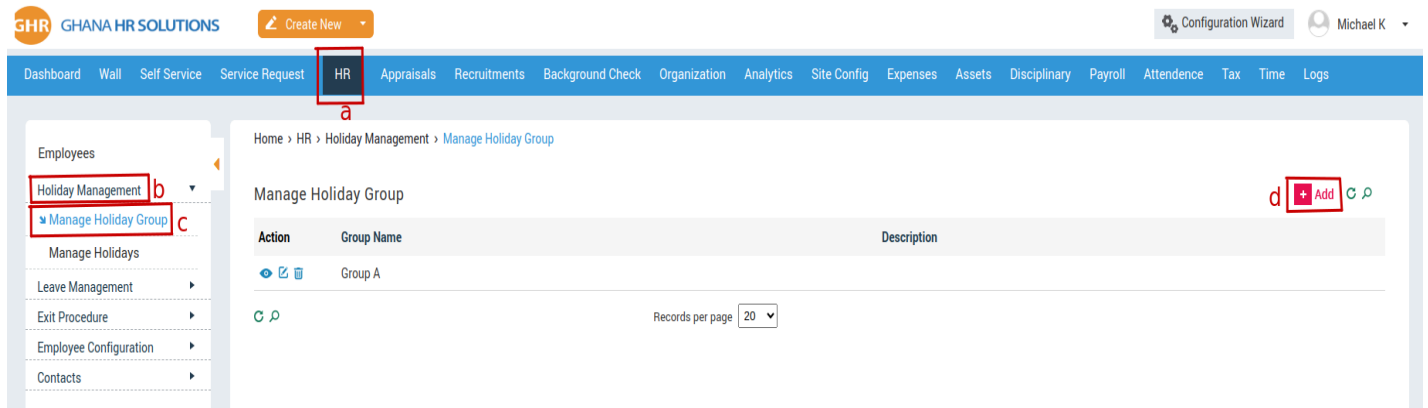 GHR GHANA HR SOLUTIONS Create New Configuration Wizard Michael K
Dashboard Wall Self Service Service Request HR Appraisals Recruitments Background Check Organization Analytics Site Config Expenses Assets Disciplinary Payroll Attendence Tax Time Logs
a
Home › HR › Holiday Management › Manage Holiday Group
Employees
Holiday Management b
Manage Holiday Group c
Manage Holidays
Leave Management
Exit Procedure
Employee Configuration
Contacts
Manage Holiday Group d + Add
Action Group Name Description
Group A
Records per page 20